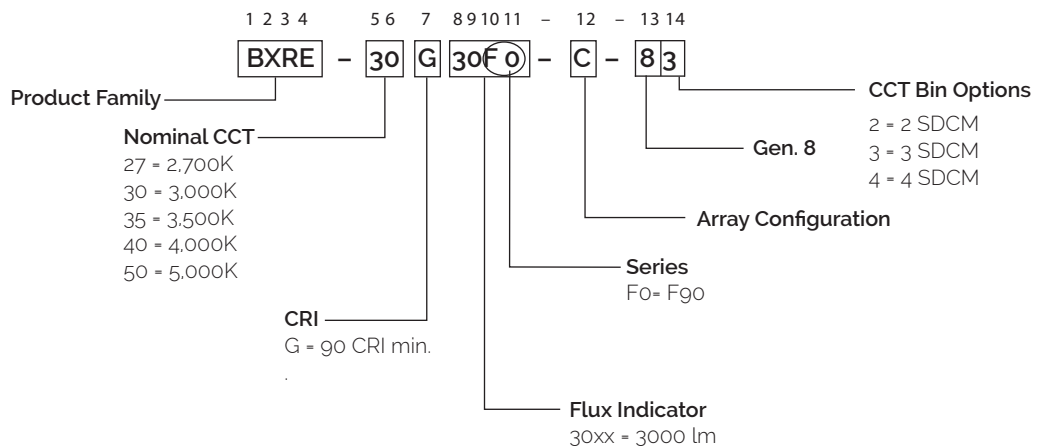 1 2 3 4 5 6 7 8 9 10 11 – 12 – 13 14
BXRE – 30 G 30F0 – C – 8 3
Product Family
Nominal CCT
27 = 2,700K
30 = 3,000K
35 = 3,500K
40 = 4,000K
50 = 5,000K
CRI
G = 90 CRI min.
.
Flux Indicator
30xx = 3000 lm
Series
F0= F90
Array Configuration
Gen. 8
CCT Bin Options
2 = 2 SDCM
3 = 3 SDCM
4 = 4 SDCM